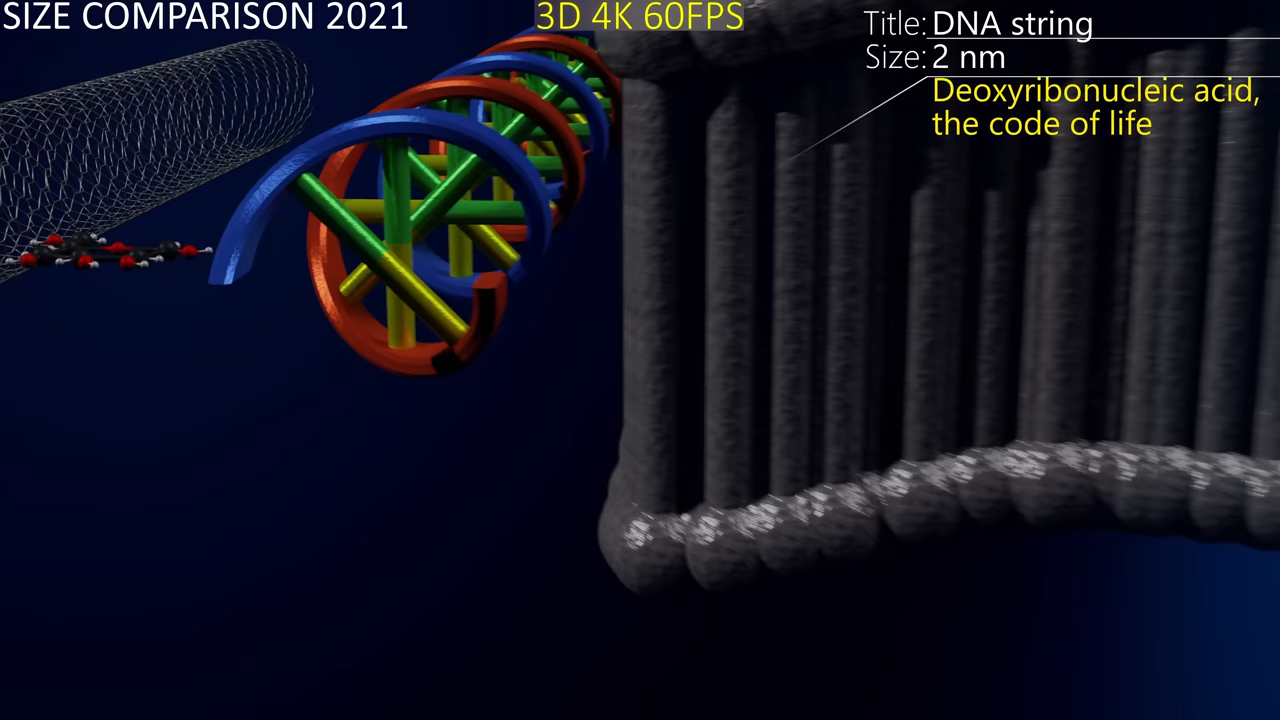 SIZE COMPARISON 2021
3D 4K 60FPS
Title: DNA string
Size: 2 nm
Deoxyribonucleic acid,
the code of life